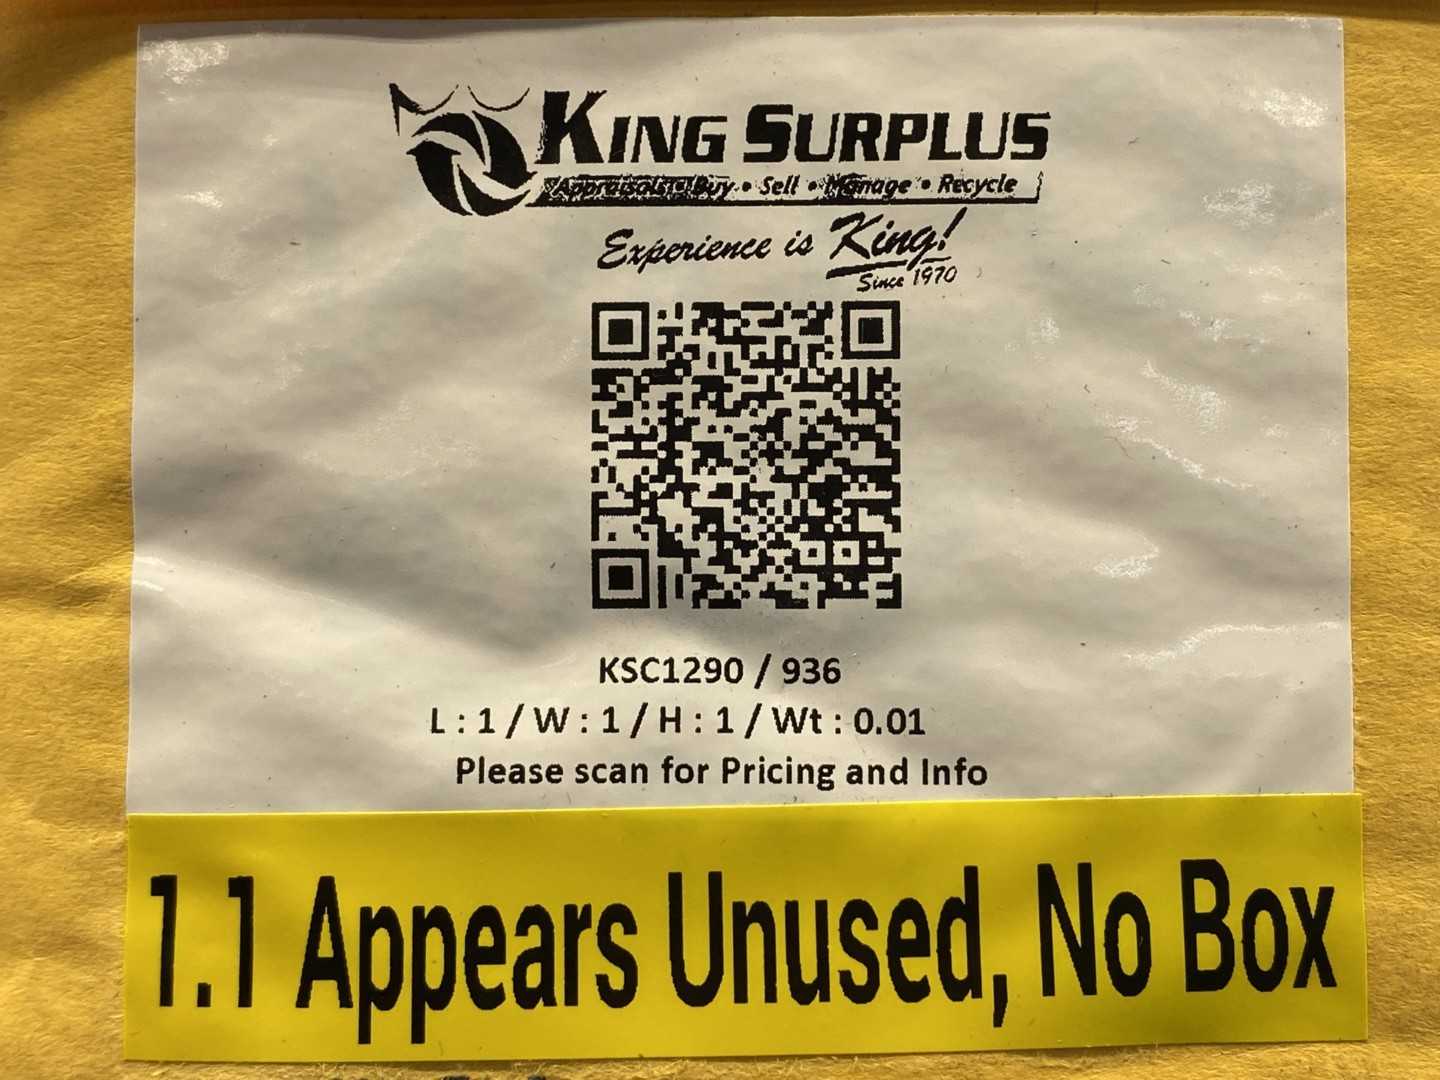 KING SURPLUS
Appraisals • Buy • Sell • Manage • Recycle
Experience is King!
Since 1970
KSC1290 / 936
L : 1 / W : 1 / H : 1 / Wt : 0.01
Please scan for Pricing and Info
1.1 Appears Unused, No Box